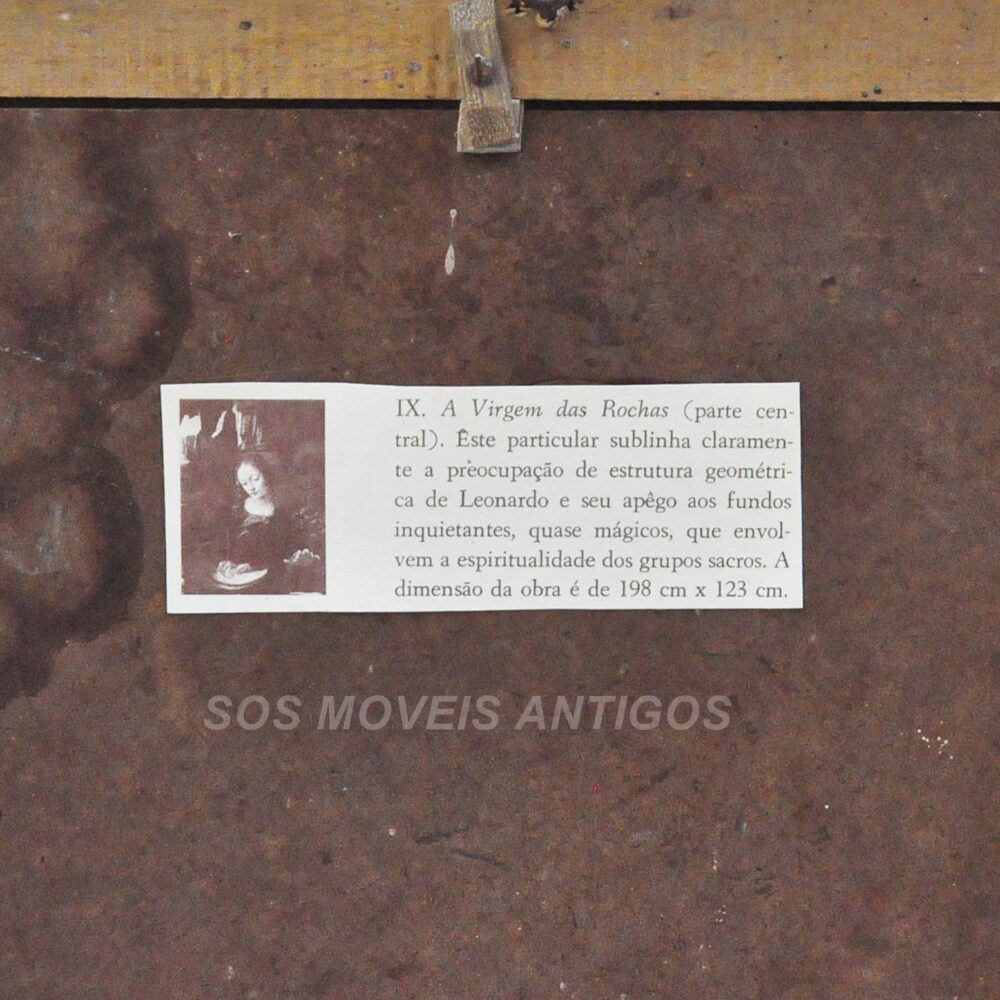 IX. A Virgem das Rochas (parte cen-
tral). Êste particular sublinha claramen-
te a preocupação de estrutura geométri-
ca de Leonardo e seu apêgo aos fundos
inquietantes, quase mágicos, que envol-
vem a espiritualidade dos grupos sacros. A
dimensão da obra é de 198 cm x 123 cm.
SOS MOVEIS ANTIGOS